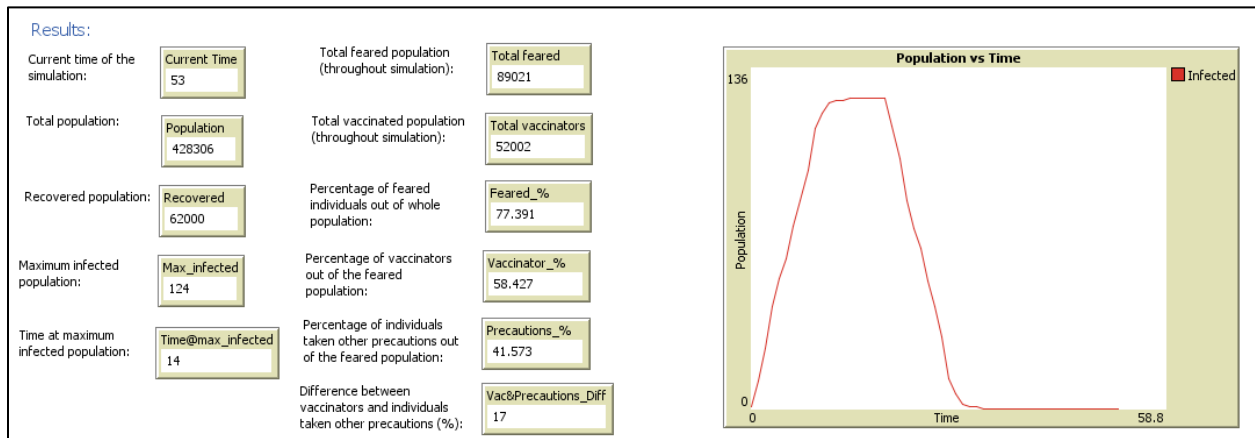 Results:
Current time of the
simulation:
Current Time
53
Total population:
Population
428306
Recovered population:
Recovered
62000
Maximum infected
population:
Max_infected
124
Time at maximum
infected population:
Time@max_infected
14
Total feared population
(throughout simulation):
Total feared
89021
Total vaccinated population
(throughout simulation):
Total vaccinators
52002
Percentage of feared
individuals out of whole
population:
Feared_%
77.391
Percentage of vaccinators
out of the feared
population:
Vaccinator_%
58.427
Percentage of individuals
taken other precautions out
of the feared population:
Precautions_%
41.573
Difference between
vaccinators and individuals
taken other precautions (%):
Vac&Precautions_Diff
17
Population vs Time
136
Population
0
0
Time
58.8
Infected